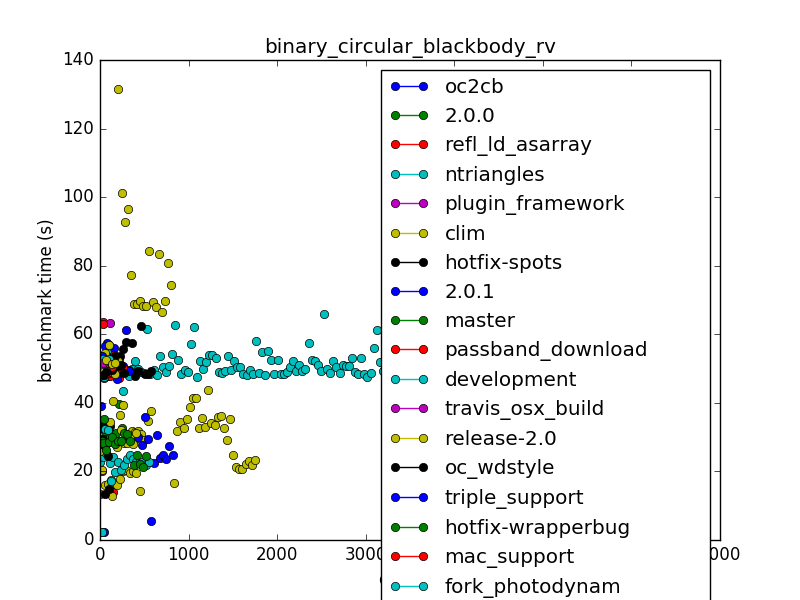 binary_circular_blackbody_rv
benchmark time (s)
140
120
100
80
60
40
20
0
0
1000
2000
oc2cb
2.0.0
refl_ld_asarray
ntriangles
plugin_framework
clim
hotfix-spots
2.0.1
master
passband_download
development
travis_osx_build
release-2.0
oc_wdstyle
triple_support
hotfix-wrapperbug
mac_support
fork_photodynam